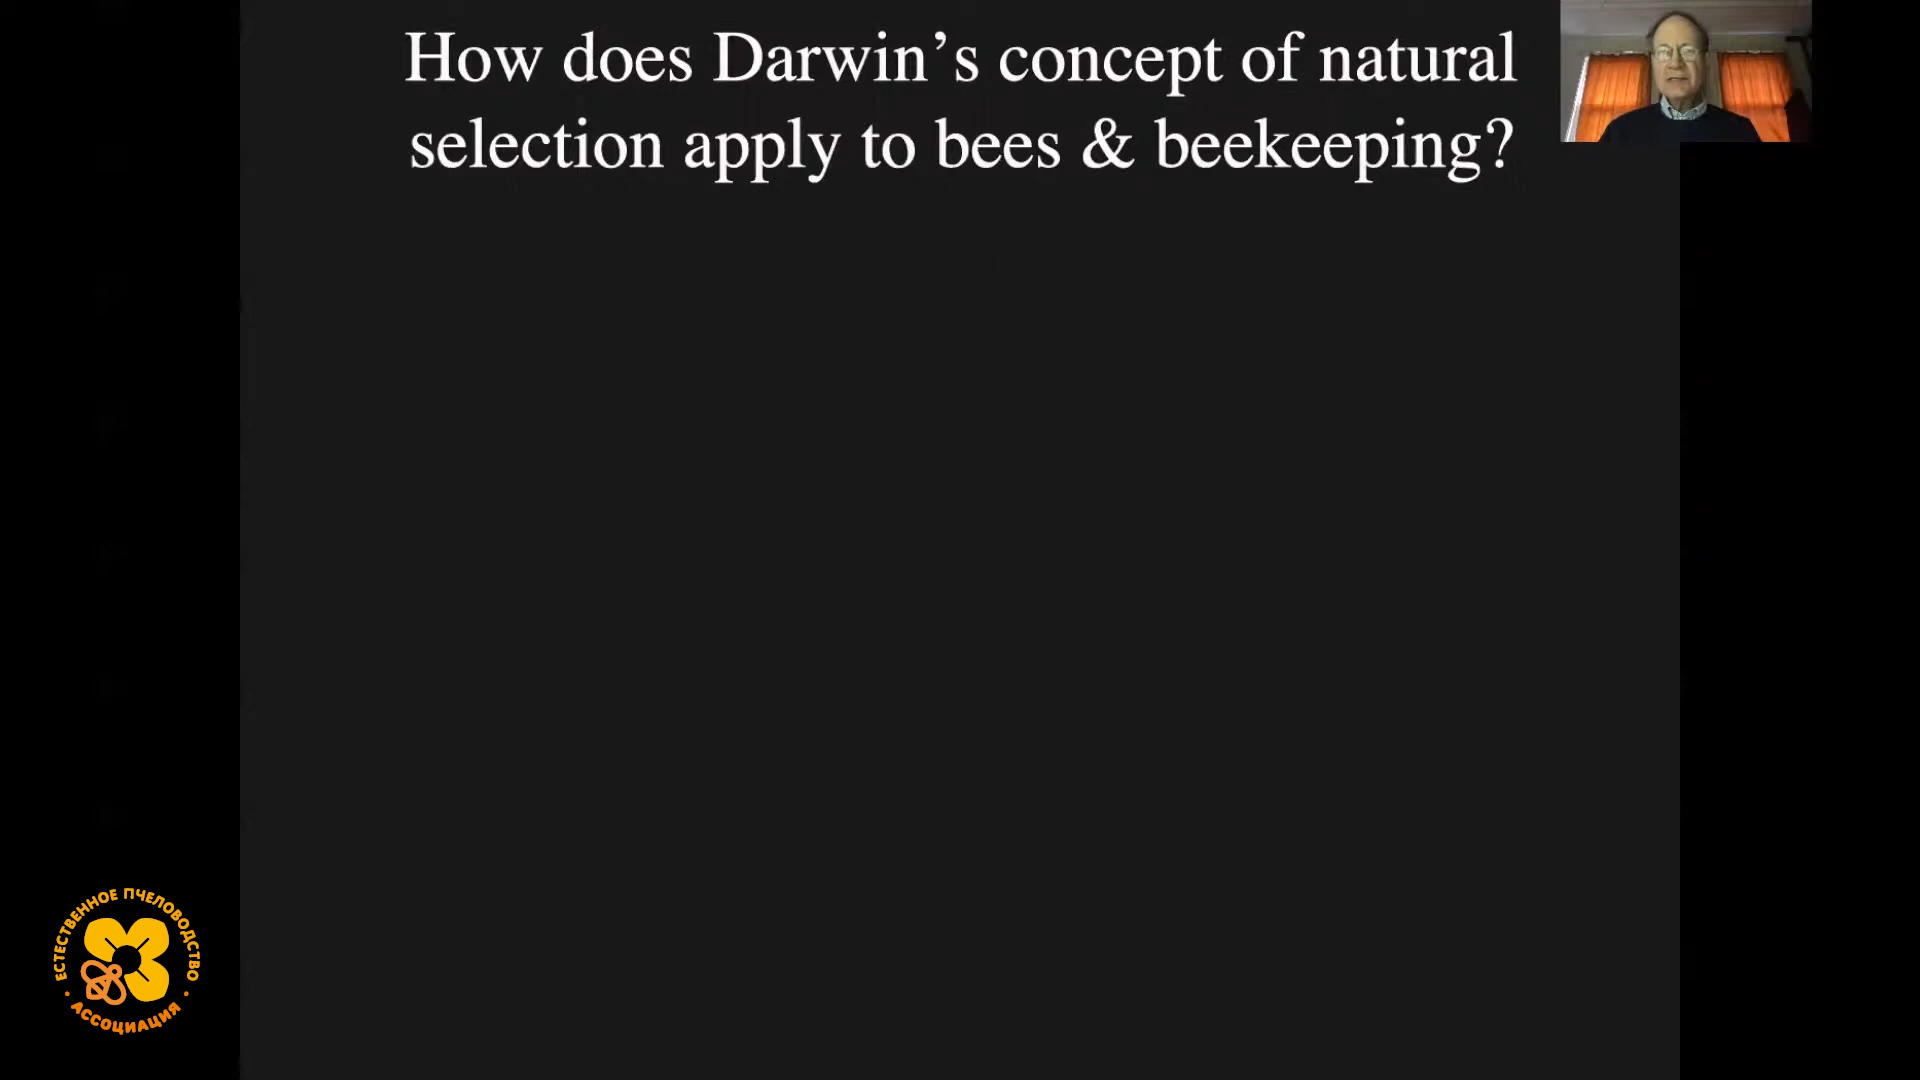 How does Darwin’s concept of natural
selection apply to bees & beekeeping?
ЕСТЕСТВЕННОЕ ПЧЕЛОВОДСТВО
· АССОЦИАЦИЯ ·